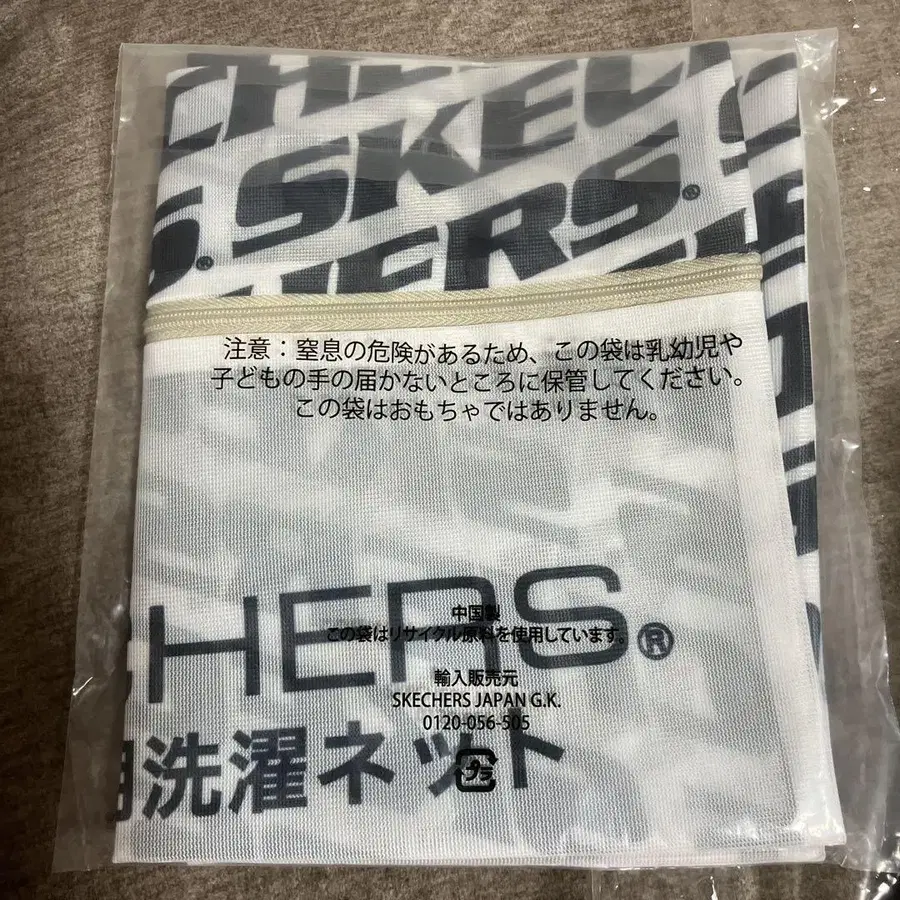 SKECHERS.®
注意：窒息の危険があるため、この袋は乳幼児や
子どもの手の届かないところに保管してください。
この袋はおもちゃではありません。
CHERS®
中国製
この袋はリサイクル原料を使用しています。
輸入販売元
SKECHERS JAPAN G.K.
0120-056-505
用洗濯ネット
プラ